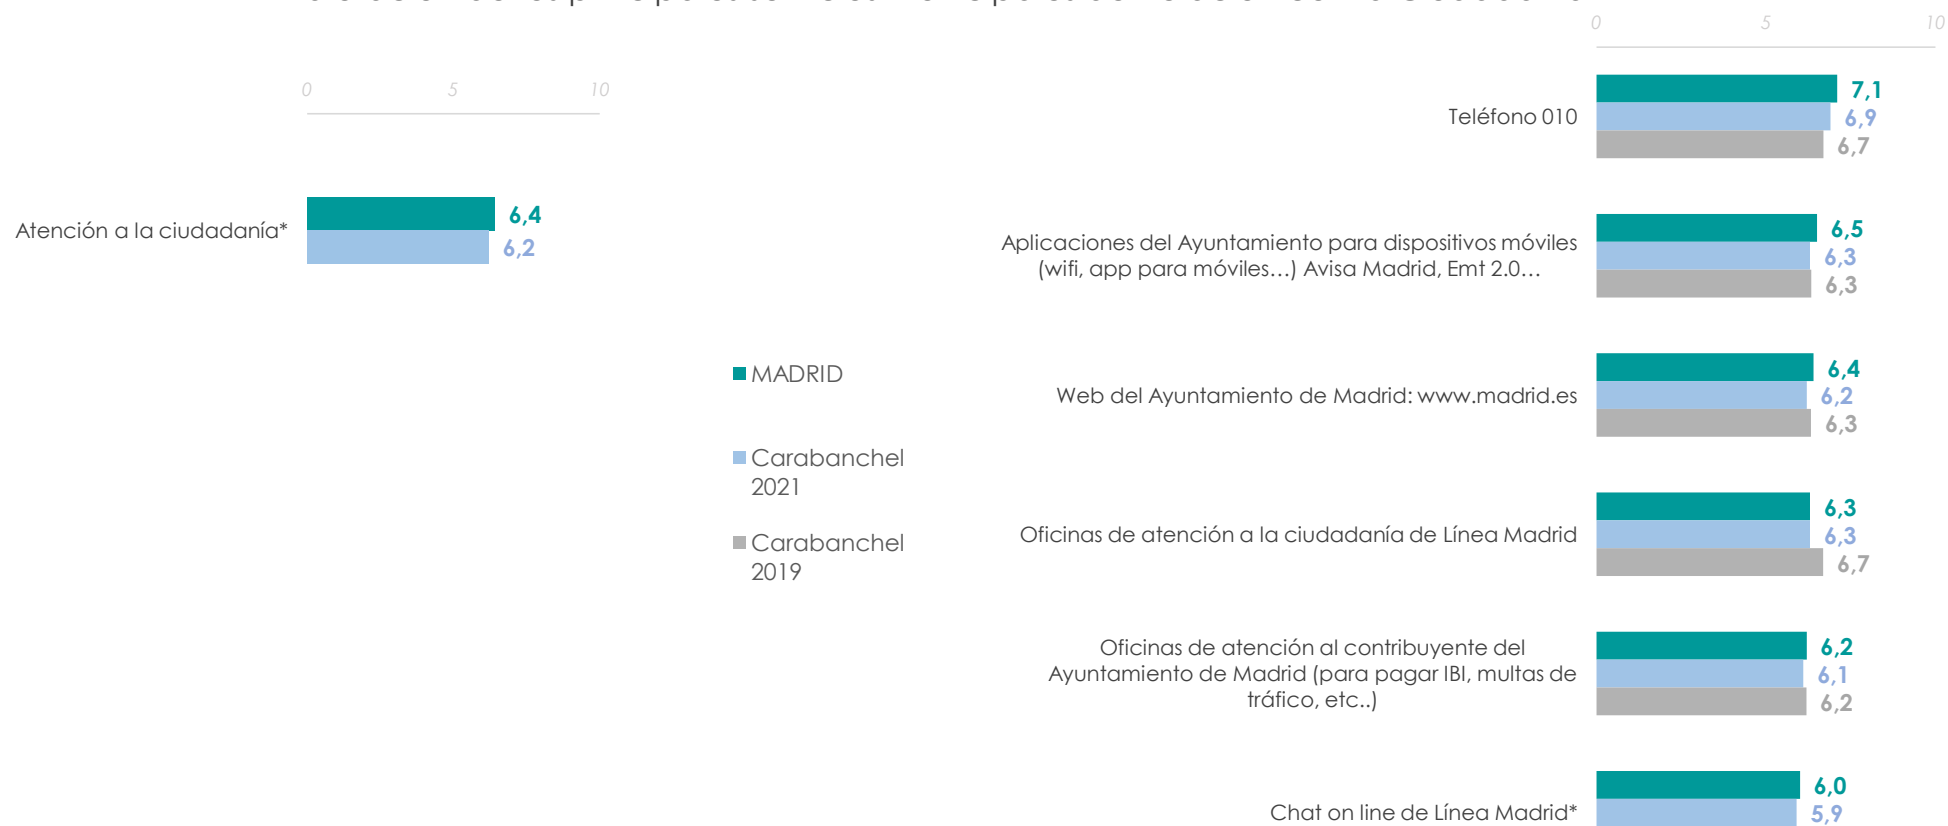 0 5 10
Atención a la ciudadanía*
6,4
6,2
MADRID
Carabanchel
2021
Carabanchel
2019
0 5 10
Teléfono 010
7,1
6,9
6,7
Aplicaciones del Ayuntamiento para dispositivos móviles
(wifi, app para móviles...) Avisa Madrid, Emt 2.0...
6,5
6,3
6,3
Web del Ayuntamiento de Madrid: www.madrid.es
6,4
6,2
6,3
Oficinas de atención a la ciudadanía de Línea Madrid
6,3
6,3
6,7
Oficinas de atención al contribuyente del
Ayuntamiento de Madrid (para pagar IBI, multas de
tráfico, etc..)
6,2
6,1
6,2
Chat on line de Línea Madrid*
6,0
5,9